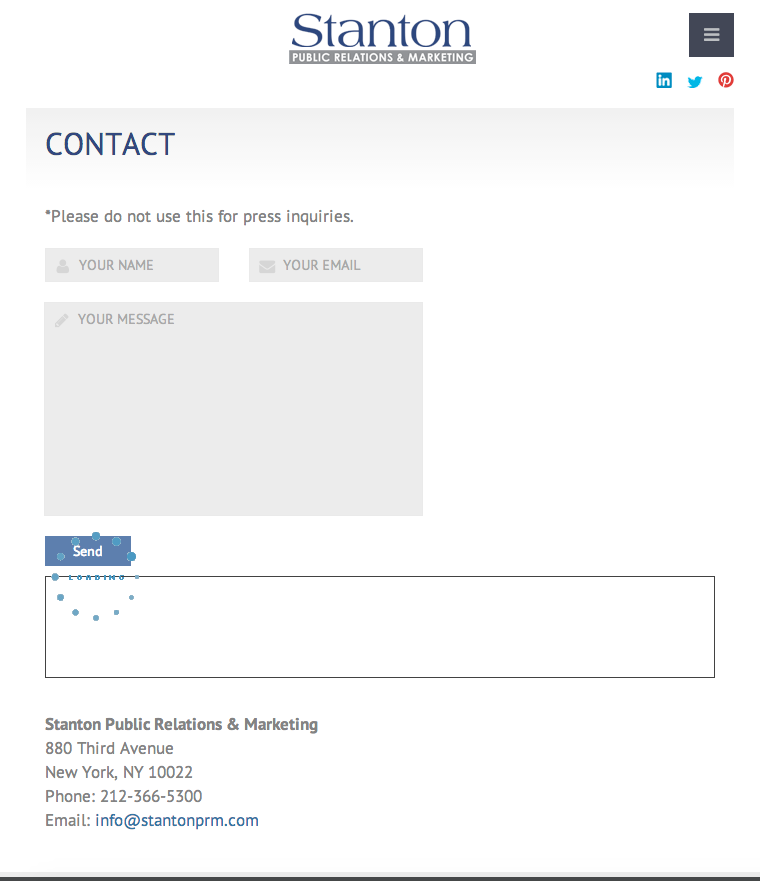 Stanton
PUBLIC RELATIONS & MARKETING
in
CONTACT
*Please do not use this for press inquiries.
YOUR NAME
YOUR EMAIL
YOUR MESSAGE
Send
LOADING
Stanton Public Relations & Marketing
880 Third Avenue
New York, NY 10022
Phone: 212-366-5300
Email: info@stantonprm.com